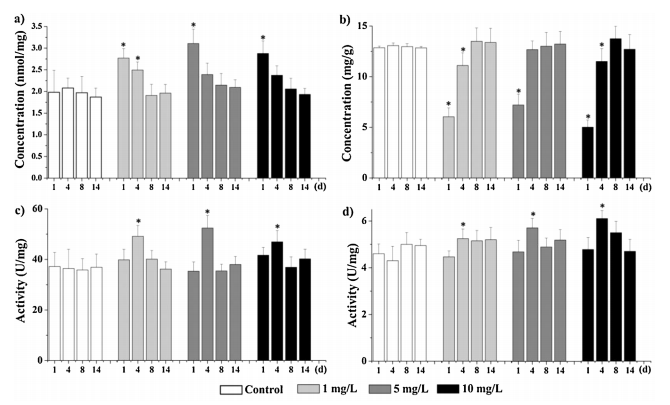 a)
Concentration (nmol/mg)
3.5
3.0
2.5
2.0
1.5
1.0
0.5
0.0
* * * *
1 4 8 14 1 4 8 14 1 4 8 14 1 4 8 14 (d)
b)
Concentration (mg/g)
15
10
5
0
* * * * *
1 4 8 14 1 4 8 14 1 4 8 14 1 4 8 14 (d)
c)
Activity (U/mg)
60
40
20
0
* * *
1 4 8 14 1 4 8 14 1 4 8 14 1 4 8 14 (d)
d)
Activity (U/mg)
6
4
2
0
* * *
1 4 8 14 1 4 8 14 1 4 8 14 1 4 8 14 (d)
Control 1 mg/L 5 mg/L 10 mg/L